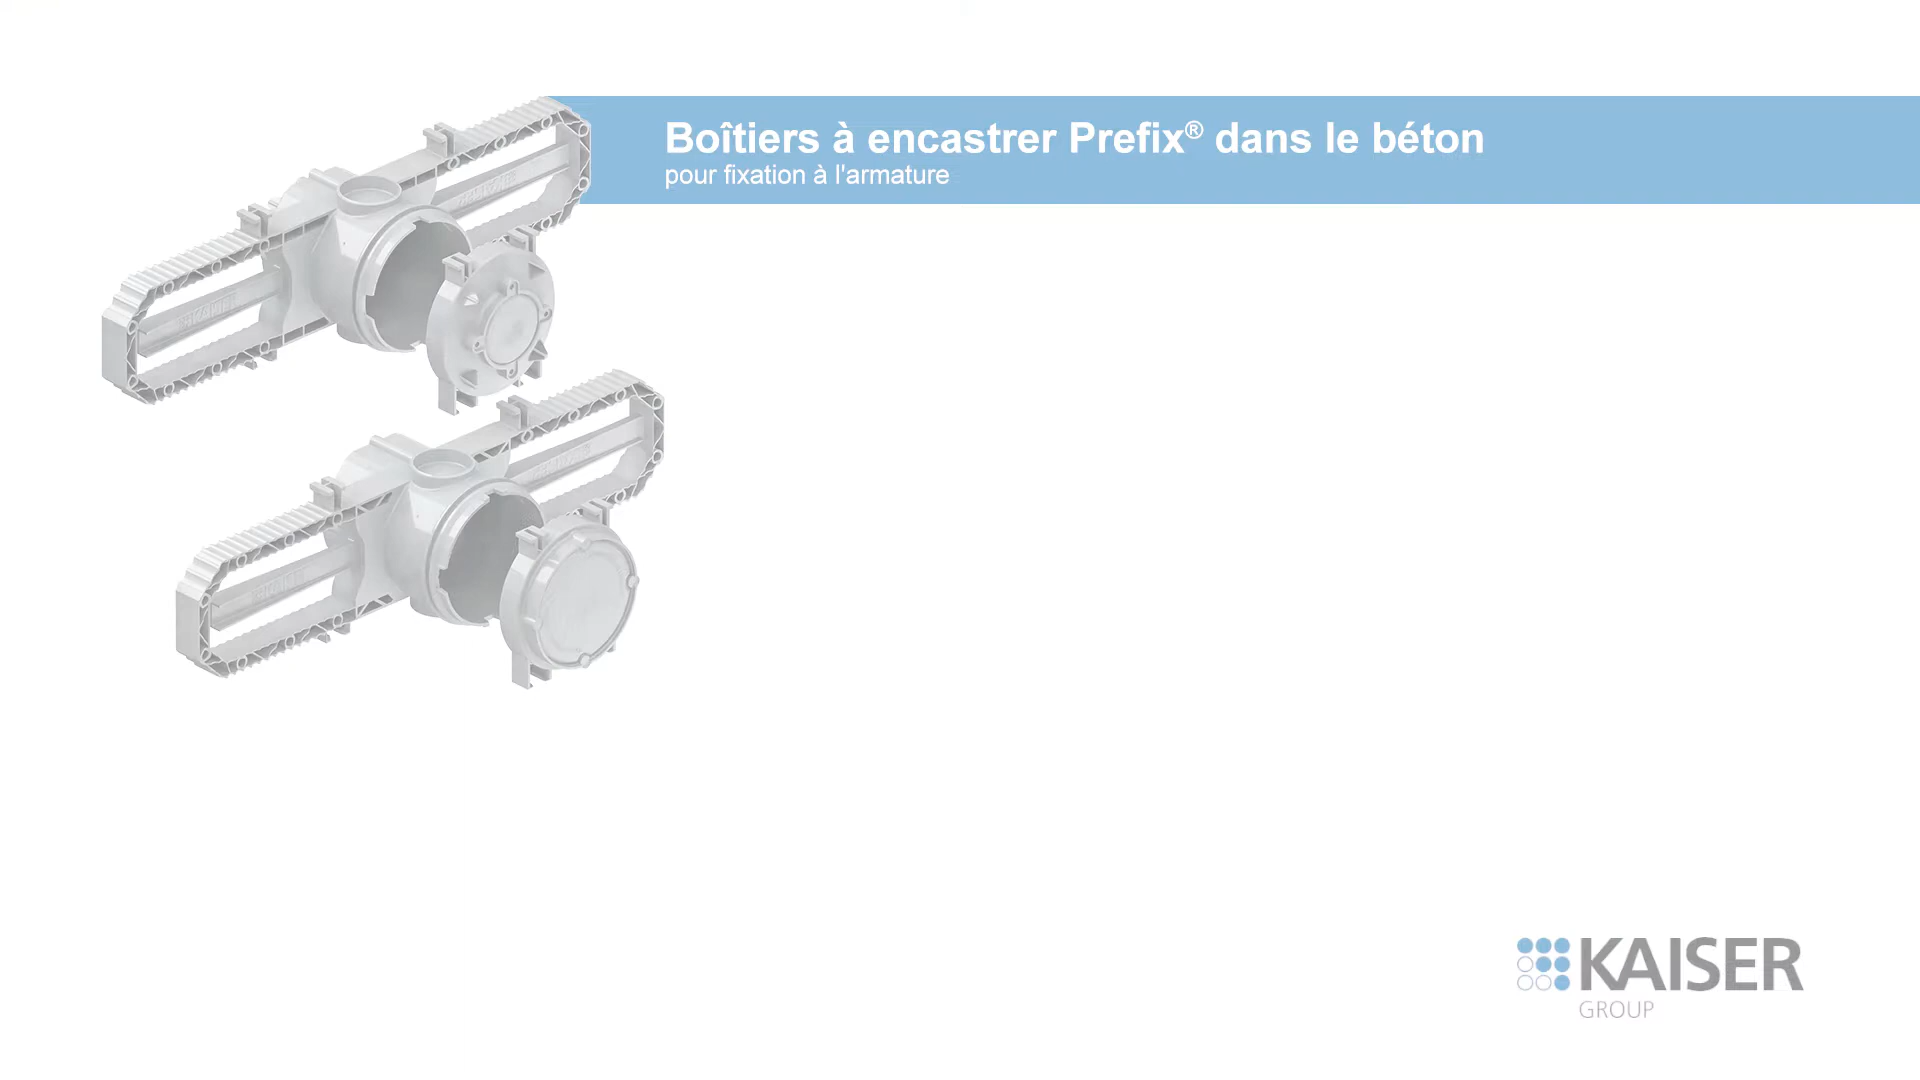 Boîtiers à encastrer Prefix® dans le béton
pour fixation à l'armature
KAISER
GROUP